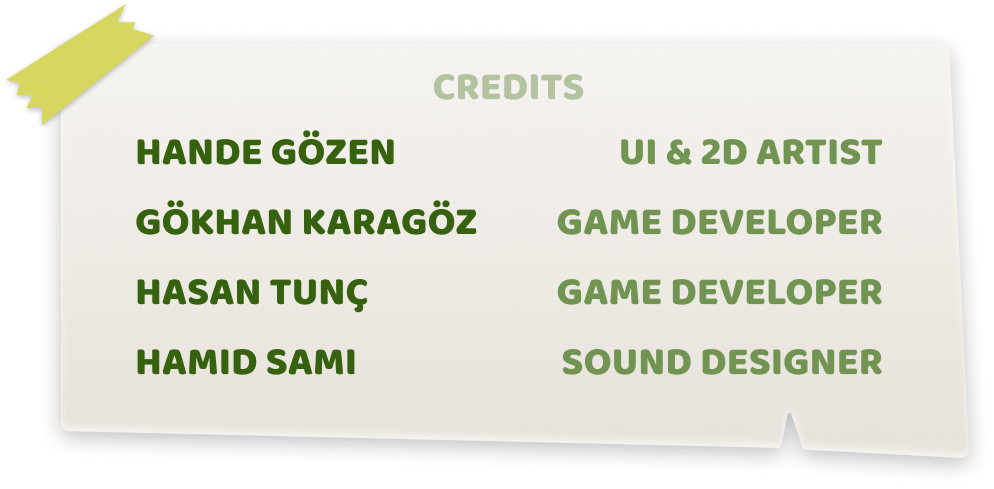 CREDITS
HANDE GÖZEN UI & 2D ARTIST
GÖKHAN KARAGÖZ GAME DEVELOPER
HASAN TUNÇ GAME DEVELOPER
HAMID SAMI SOUND DESIGNER